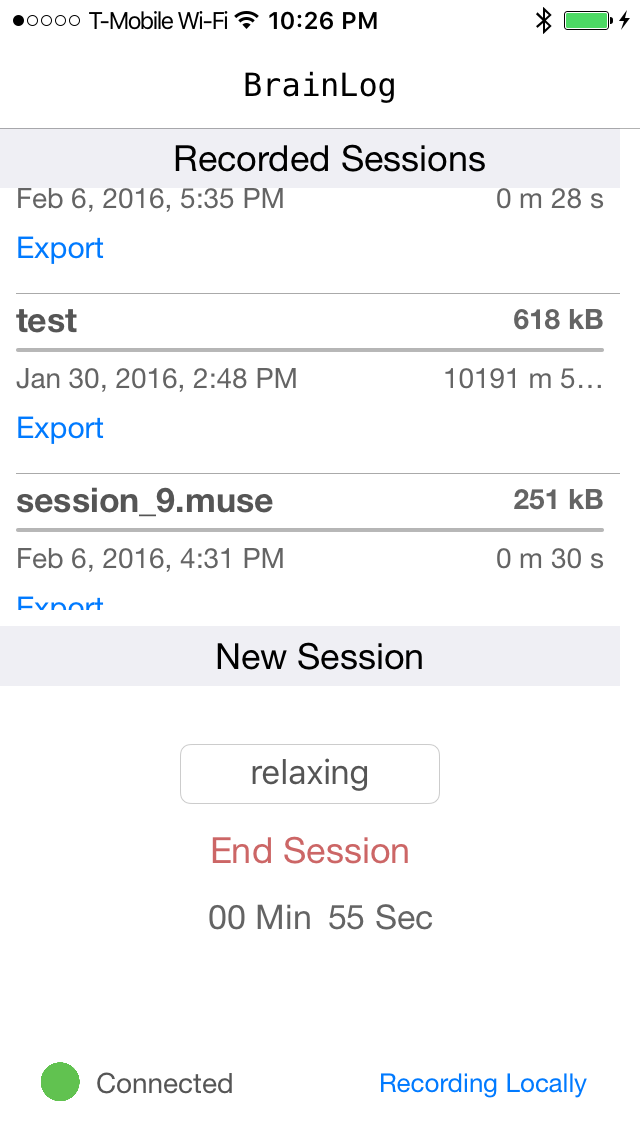 T-Mobile Wi-Fi 10:26 PM
BrainLog
Recorded Sessions
Feb 6, 2016, 5:35 PM 0 m 28 s
Export
test 618 kB
Jan 30, 2016, 2:48 PM 10191 m 5...
Export
session_9.muse 251 kB
Feb 6, 2016, 4:31 PM 0 m 30 s
Export
New Session
relaxing
End Session
00 Min 55 Sec
Connected Recording Locally